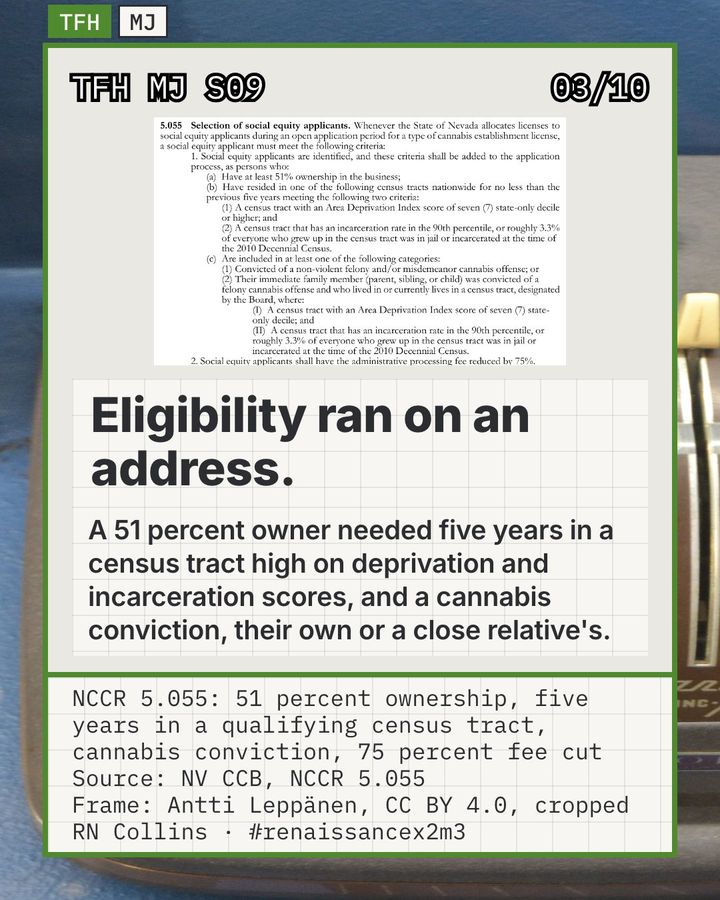 TFH MJ
TFH MJ S09 03/10
5.055 Selection of social equity applicants. Whenever the State of Nevada allocates licenses to
social equity applicants during an open application period for a type of cannabis establishment license,
a social equity applicant must meet the following criteria:
1. Social equity applicants are identified, and these criteria shall be added to the application
process, as persons who:
(a) Have at least 51% ownership in the business;
(b) Have resided in one of the following census tracts nationwide for no less than the
previous five years meeting the following two criteria:
(1) A census tract with an Area Deprivation Index score of seven (7) state-only decile
or higher; and
(2) A census tract that has an incarceration rate in the 90th percentile, or roughly 3.3%
of everyone who grew up in the census tract was in jail or incarcerated at the time of
the 2010 Decennial Census.
(c) Are included in at least one of the following categories:
(1) Convicted of a non-violent felony and/or misdemeanor cannabis offense; or
(2) Their immediate family member (parent, sibling, or child) was convicted of a
felony cannabis offense and who lived in or currently lives in a census tract, designated
by the Board, where:
(I) A census tract with an Area Deprivation Index score of seven (7) state-
only decile; and
(II) A census tract that has an incarceration rate in the 90th percentile, or
roughly 3.3% of everyone who grew up in the census tract was in jail or
incarcerated at the time of the 2010 Decennial Census.
2. Social equity applicants shall have the administrative processing fee reduced by 75%.
Eligibility ran on an
address.
A 51 percent owner needed five years in a
census tract high on deprivation and
incarceration scores, and a cannabis
conviction, their own or a close relative's.
NCCR 5.055: 51 percent ownership, five
years in a qualifying census tract,
cannabis conviction, 75 percent fee cut
Source: NV CCB, NCCR 5.055
Frame: Antti Leppänen, CC BY 4.0, cropped
RN Collins · #renaissancex2m3